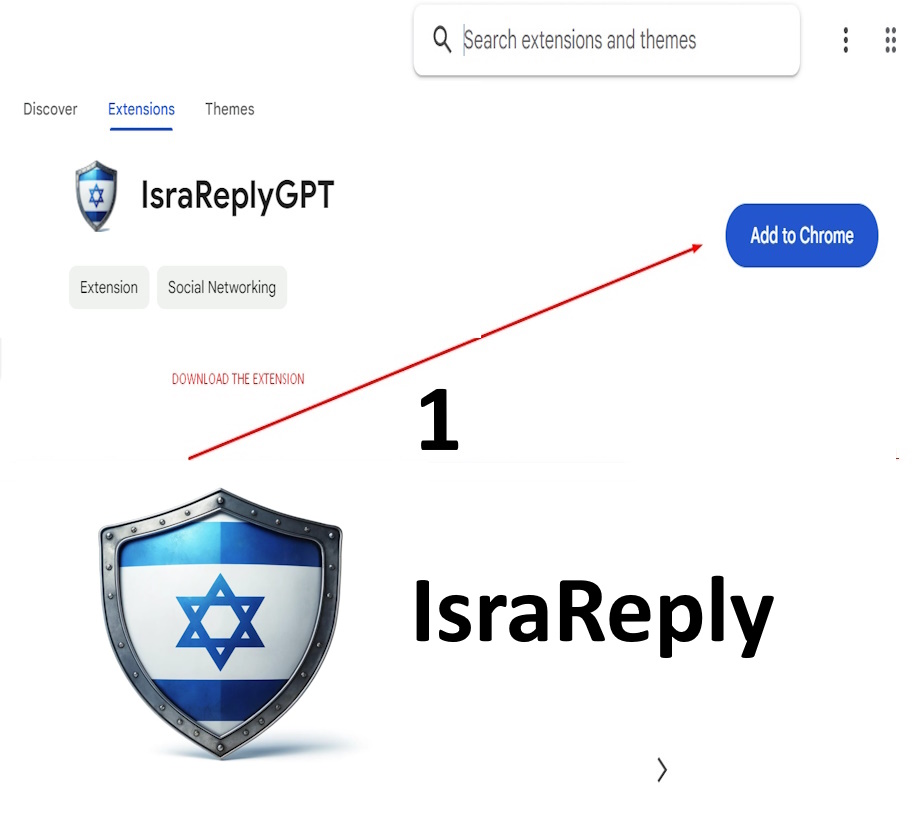 Search extensions and themes
Discover Extensions Themes
IsraReplyGPT
Add to Chrome
Extension Social Networking
DOWNLOAD THE EXTENSION
1
IsraReply